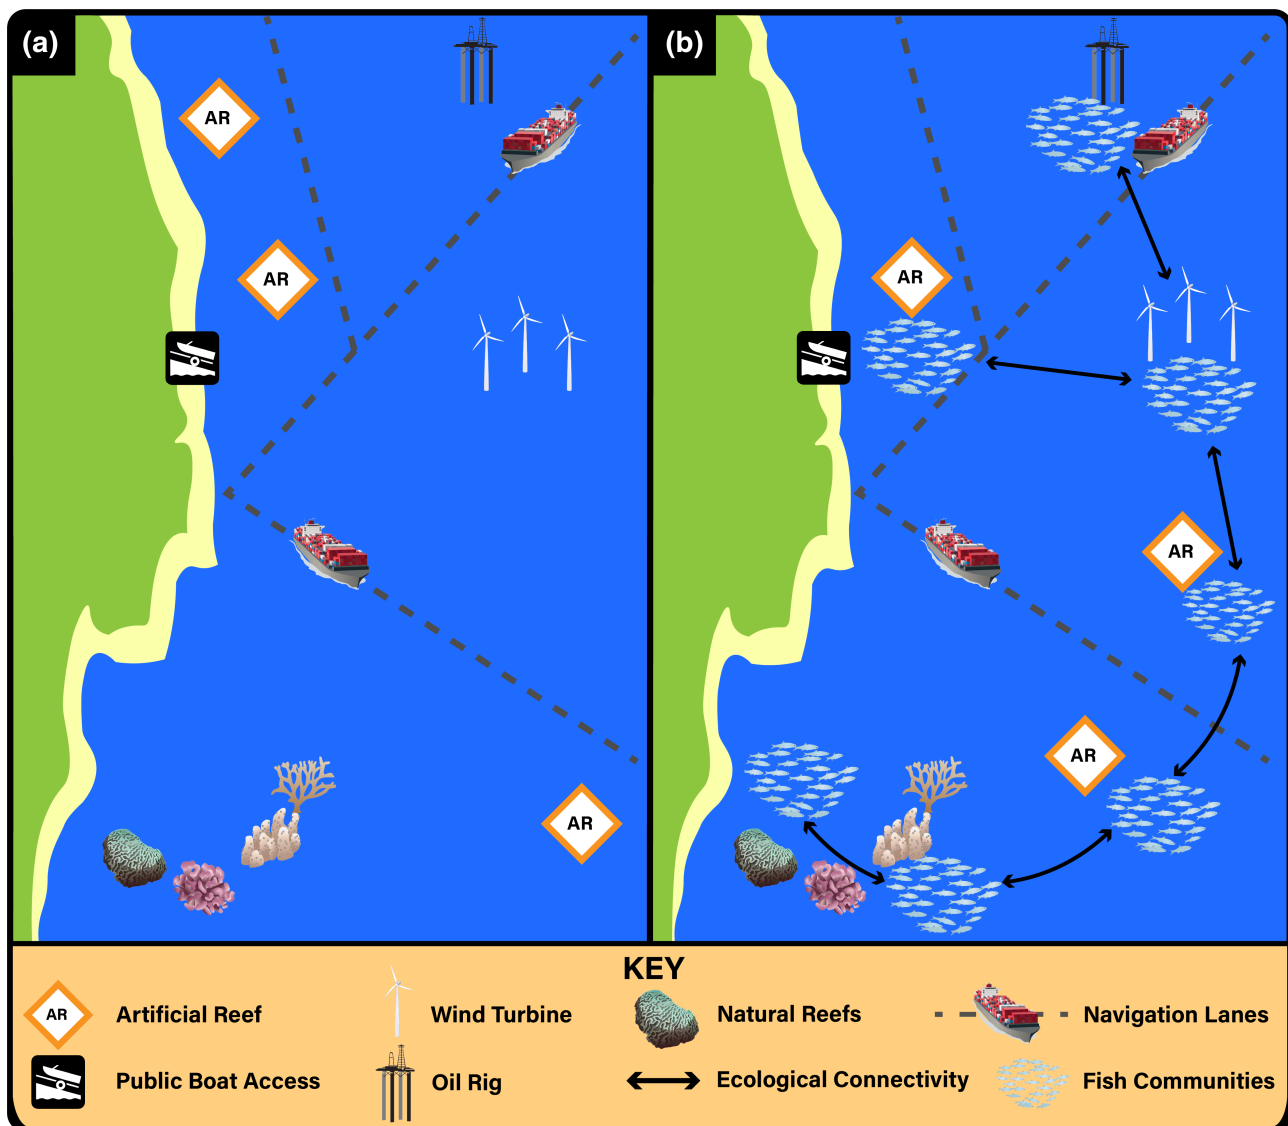 (a)
(b)
AR
AR
AR
AR
AR
AR
KEY
AR Artificial Reef
Wind Turbine
Natural Reefs
Navigation Lanes
Public Boat Access
Oil Rig
Ecological Connectivity
Fish Communities